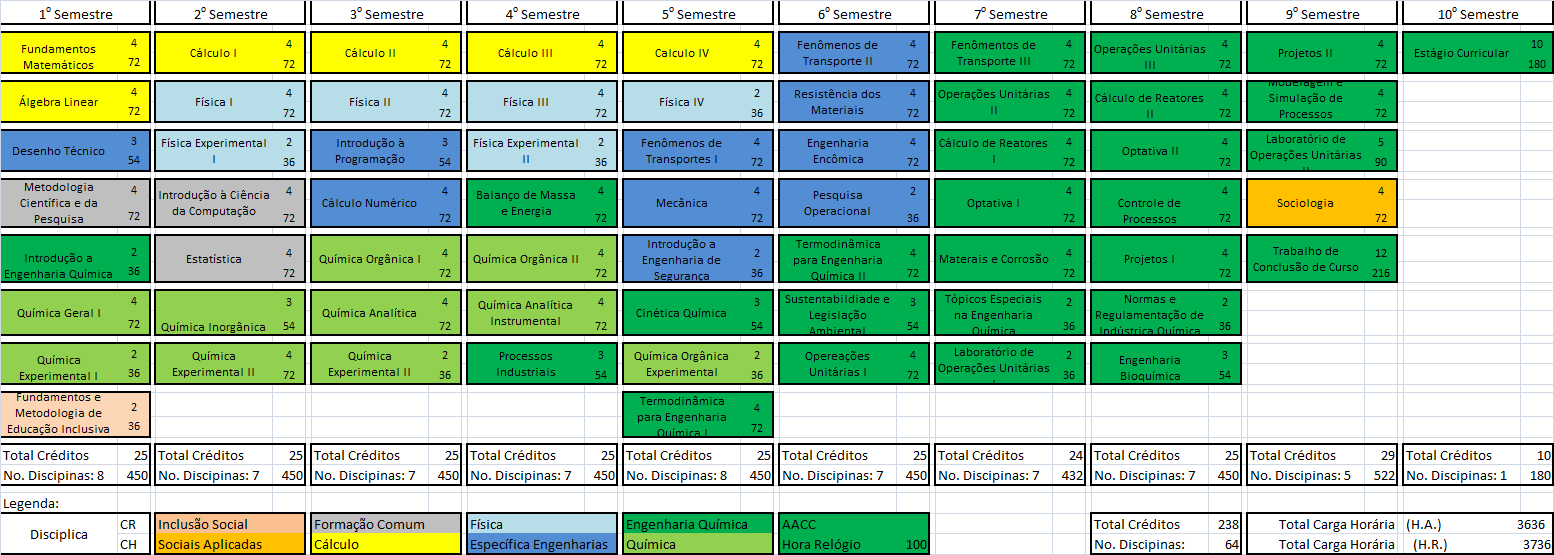 1º Semestre
2º Semestre
3º Semestre
4º Semestre
5º Semestre
6º Semestre
7º Semestre
8º Semestre
9º Semestre
10º Semestre
Fundamentos 4
Matemáticos 72
Cálculo I 4
72
Cálculo II 4
72
Cálculo III 4
72
Calculo IV 4
72
Fenômenos de 4
Transporte II 72
Fenômentos de 4
Transporte III 72
Operações Unitárias 4
III 72
Projetos II 4
72
Estágio Curricular 10
180
Álgebra Linear 4
72
Física I 4
72
Física II 4
72
Física III 4
72
Física IV 2
36
Resistência dos 4
Materiais 72
Operações Unitárias 4
II 72
Cálculo de Reatores 4
II 72
Modelagem e
Simulação de 4
Processos 72
Desenho Técnico 3
54
Física Experimental 2
I 36
Introdução à 3
Programação 54
Física Experimental 2
II 36
Fenômenos de 4
Transportes I 72
Engenharia 4
Encômica 72
Cálculo de Reatores 4
I 72
Optativa II 4
72
Laboratório de 5
Operações Unitárias 90
II
Metodologia 4
Científica e da
Pesquisa 72
Introdução à Ciência 4
da Computação 72
Cálculo Numérico 4
72
Balanço de Massa 4
e Energia 72
Mecânica 4
72
Pesquisa 2
Operacional 36
Optativa I 4
72
Controle de 4
Processos 72
Sociologia 4
72
Introdução a 2
Engenharia Química 36
Estatística 4
72
Química Orgânica I 4
72
Química Orgânica II 4
72
Introdução a 2
Engenharia de
Segurança 36
Termodinâmica 4
para Engenharia
Química II 72
Materiais e Corrosão 4
72
Projetos I 4
72
Trabalho de 12
Conclusão de Curso 216
Química Geral I 4
72
Química Inorgânica 3
54
Química Analítica 4
72
Química Analítica 4
Instrumental 72
Cinética Química 3
54
Sustentabildiade e 3
Legislação
Ambiental 54
Tópicos Especiais 2
na Engenharia
Química 36
Normas e 2
Regulamentação de
Indústrica Química 36
Química 2
Experimental I 36
Química 4
Experimental II 72
Química 2
Experimental II 36
Processos 3
Industriais 54
Química Orgânica 2
Experimental 36
Opereações 4
Unitárias I 72
Laboratório de 2
Operações Unitárias 36
I
Engenharia 3
Bioquímica 54
Fundamentos e
Metodologia de 2
Educação Inclusiva 36
Termodinâmica
para Engenharia 4
Química I 72
Total Créditos 25
No. Discipinas: 8 450
Total Créditos 25
No. Discipinas: 7 450
Total Créditos 25
No. Discipinas: 7 450
Total Créditos 25
No. Discipinas: 7 450
Total Créditos 25
No. Discipinas: 8 450
Total Créditos 25
No. Discipinas: 7 450
Total Créditos 24
No. Discipinas: 7 432
Total Créditos 25
No. Discipinas: 7 450
Total Créditos 29
No. Discipinas: 5 522
Total Créditos 10
No. Discipinas: 1 180
Legenda:
Disciplica
CR
CH
Inclusão Social
Sociais Aplicadas
Formação Comum
Cálculo
Física
Específica Engenharias
Engenharia Química
Química
AACC
Hora Relógio 100
Total Créditos 238
No. Disciplinas: 64
Total Carga Horária (H.A.) 3636
Total Carga Horária (H.R.) 3736